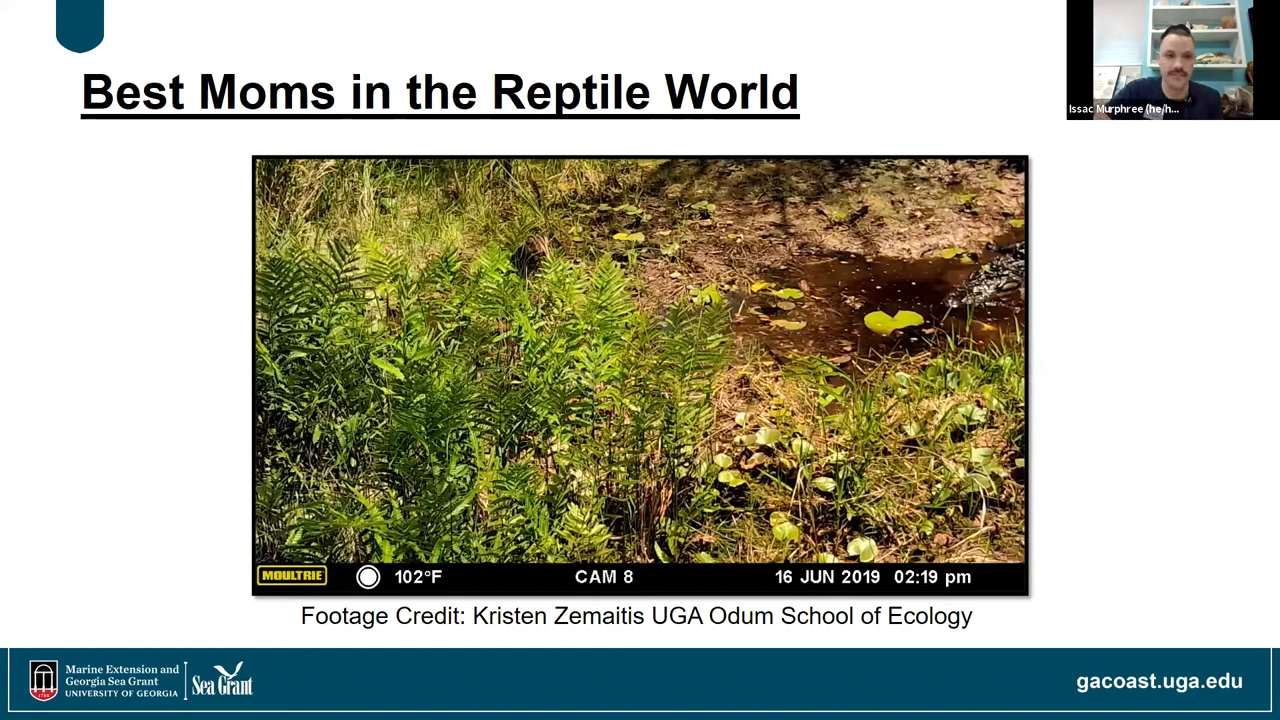 Best Moms in the Reptile World
Issac Murphree (he/h...
MOULTRIE 102°F CAM 8 16 JUN 2019 02:19 pm
Footage Credit: Kristen Zemaitis UGA Odum School of Ecology
Marine Extension and
Georgia Sea Grant
UNIVERSITY OF GEORGIA
Sea Grant
gacoast.uga.edu